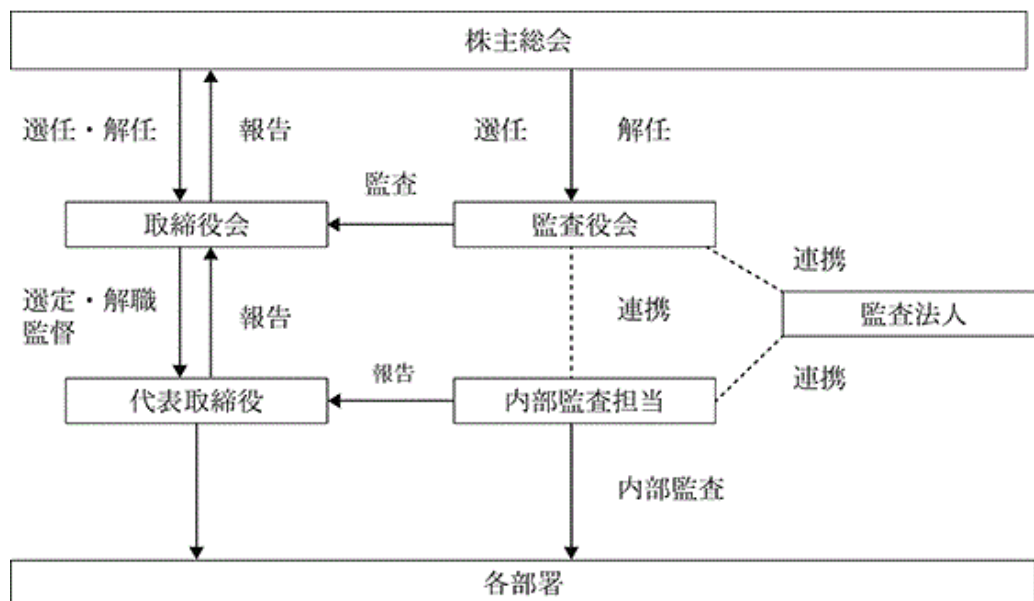 株主総会
選任・解任
報告
選任
解任
監査
取締役会
監査役会
連携
選定・解職
監督
報告
連携
監査法人
報告
連携
代表取締役
内部監査担当
内部監査
各部署